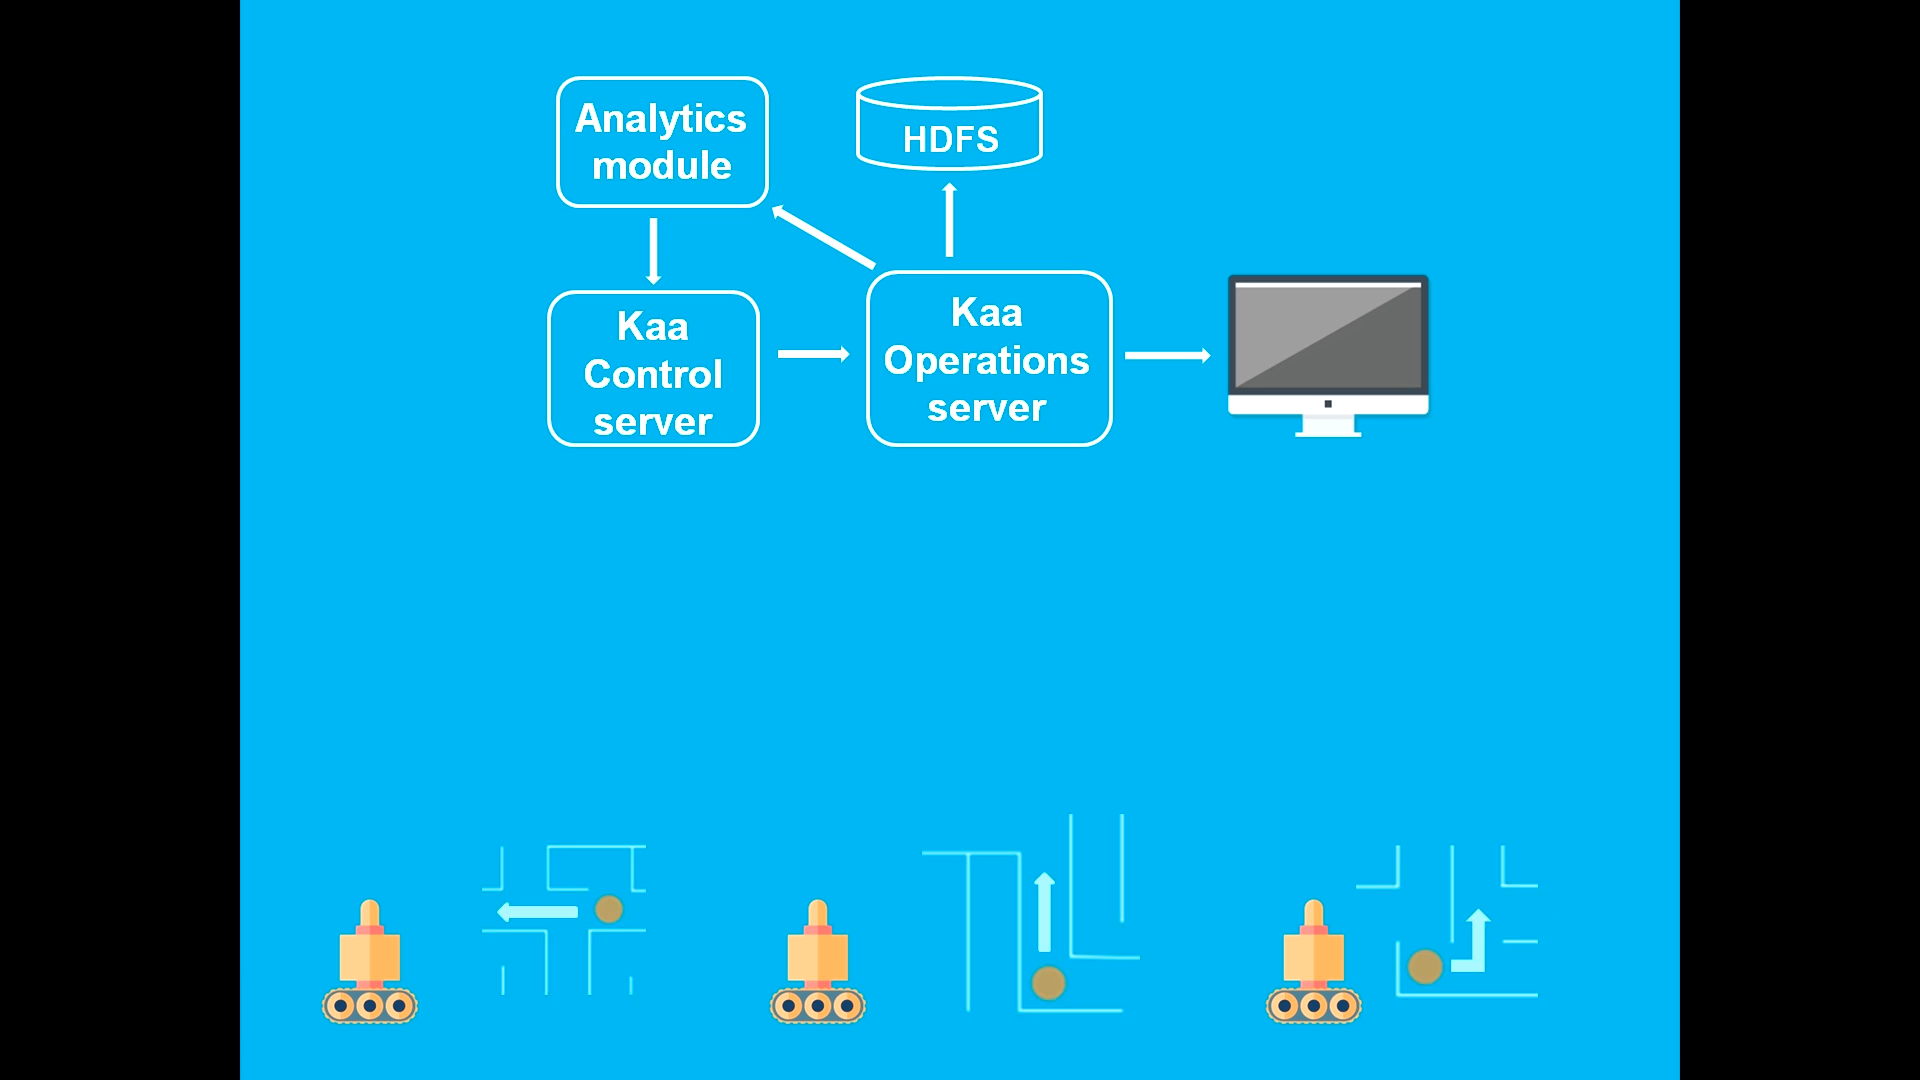 Analytics
module
HDFS
Kaa
Control
server
Kaa
Operations
server